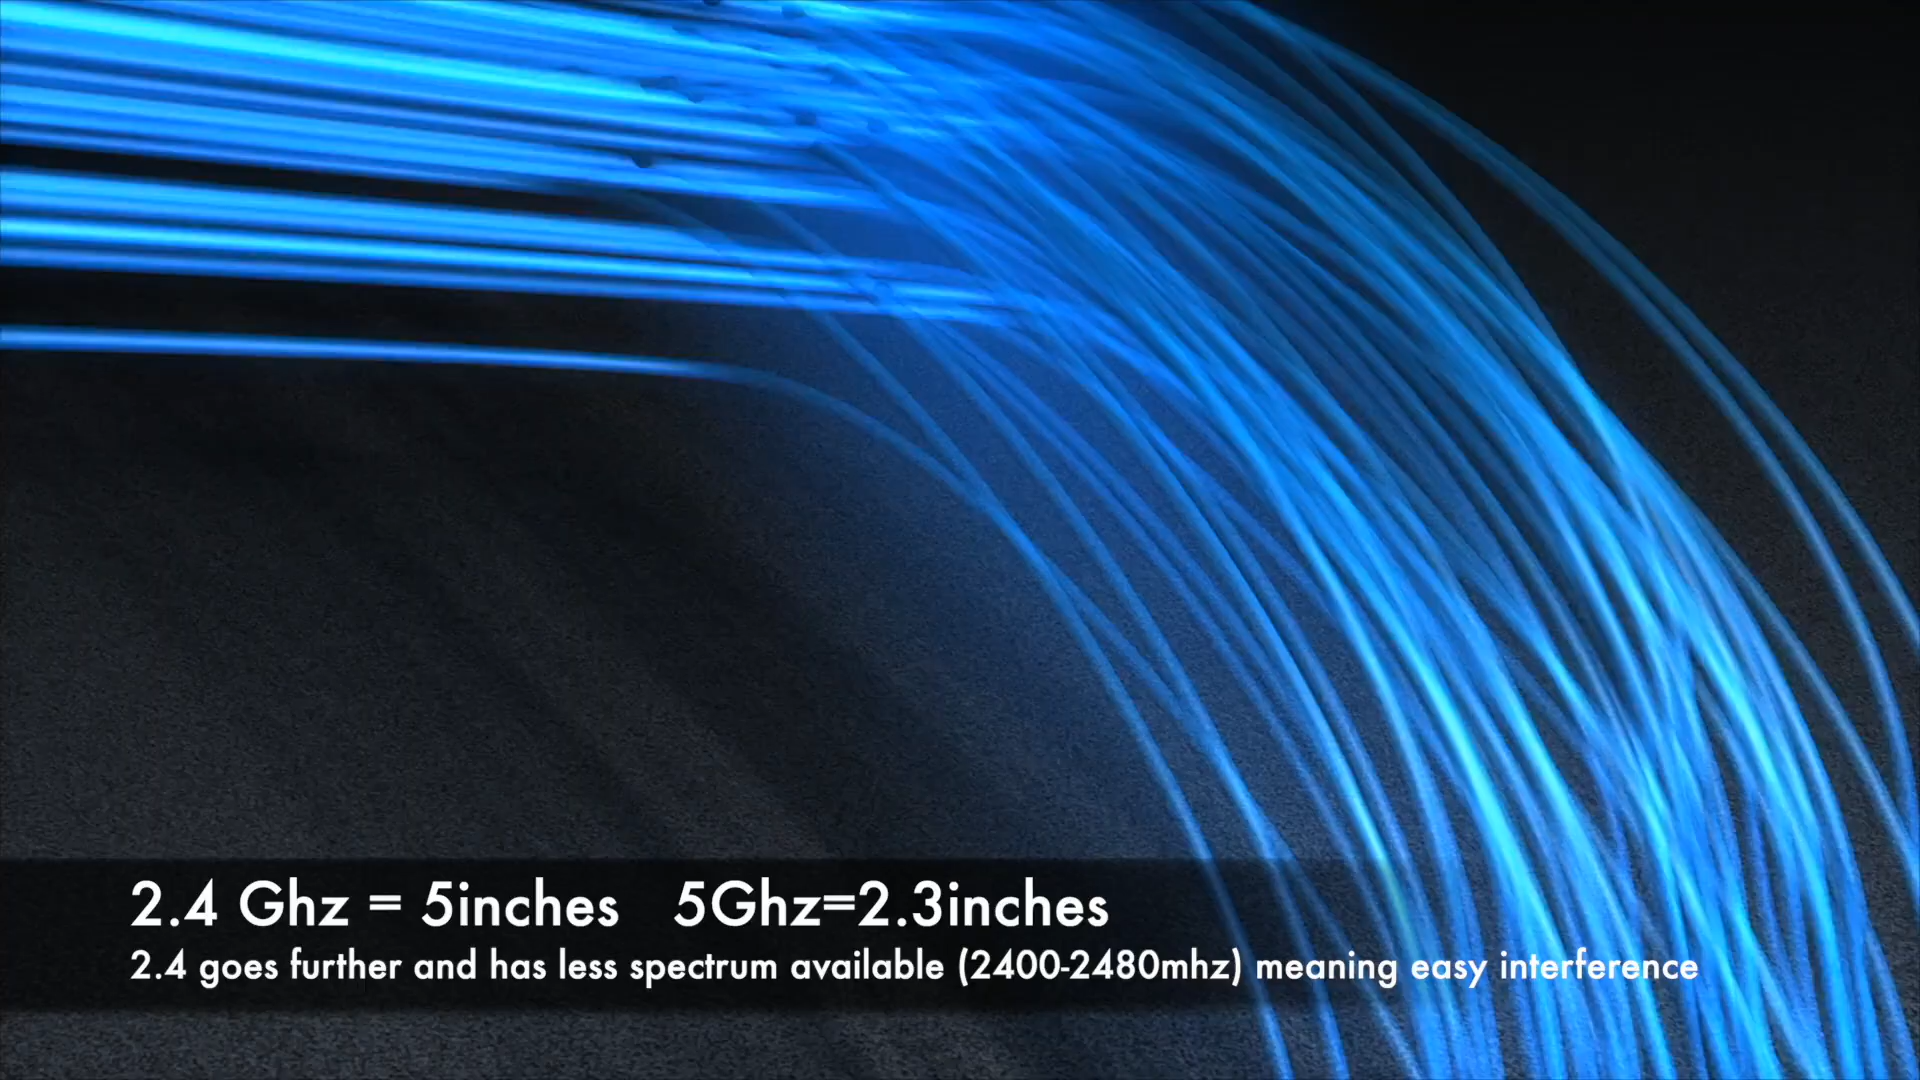 2.4 Ghz = 5inches   5Ghz=2.3inches
2.4 goes further and has less spectrum available (2400-2480mhz) meaning easy interference